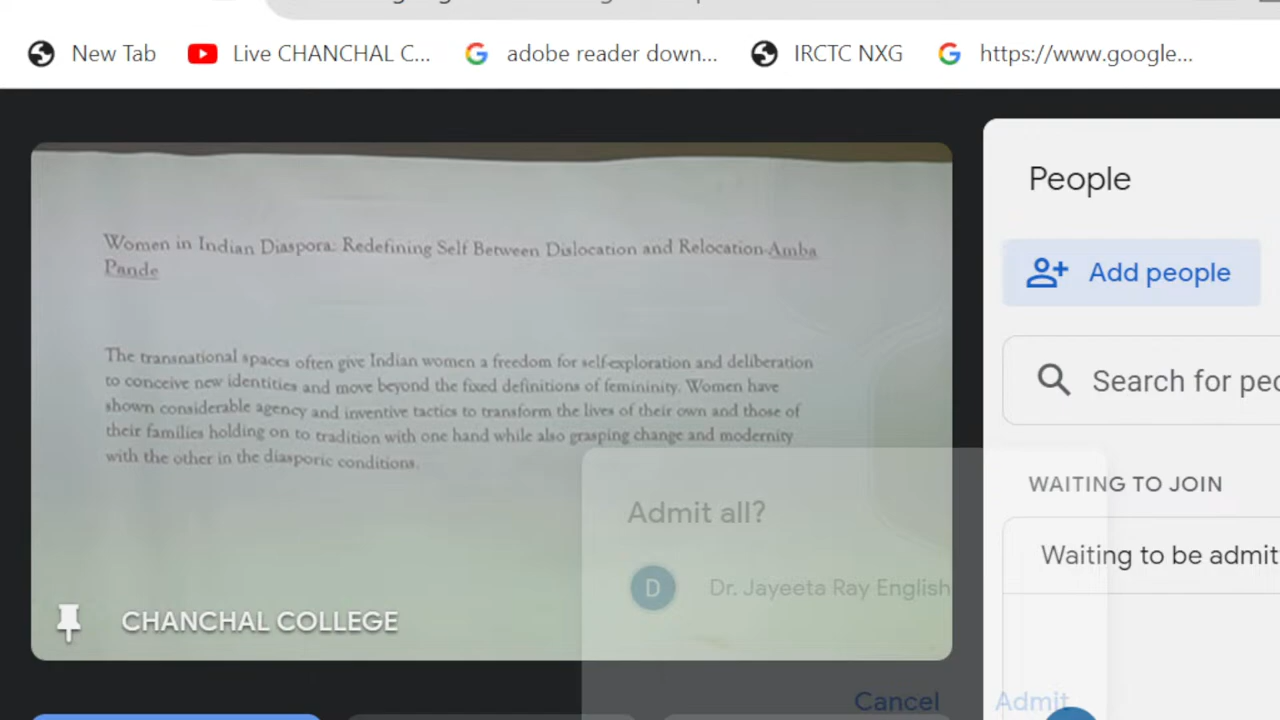 New Tab
Live CHANCHAL C...
adobe reader down...
IRCTC NXG
https://www.google...
People
Women in Indian Diaspora: Redefining Self Between Dislocation and Relocation-Amba
Pande
Add people
The transnational spaces often give Indian women a freedom for self-exploration and deliberation
to conceive new identities and move beyond the fixed definitions of femininity. Women have
shown considerable agency and inventive tactics to transform the lives of their own and those of
their families holding on to tradition with one hand while also grasping change and modernity
with the other in the diasporic conditions.
Search for peo
WAITING TO JOIN
Admit all?
Waiting to be admit
D
Dr. Jayeeta Ray English
CHANCHAL COLLEGE
Cancel
Admit